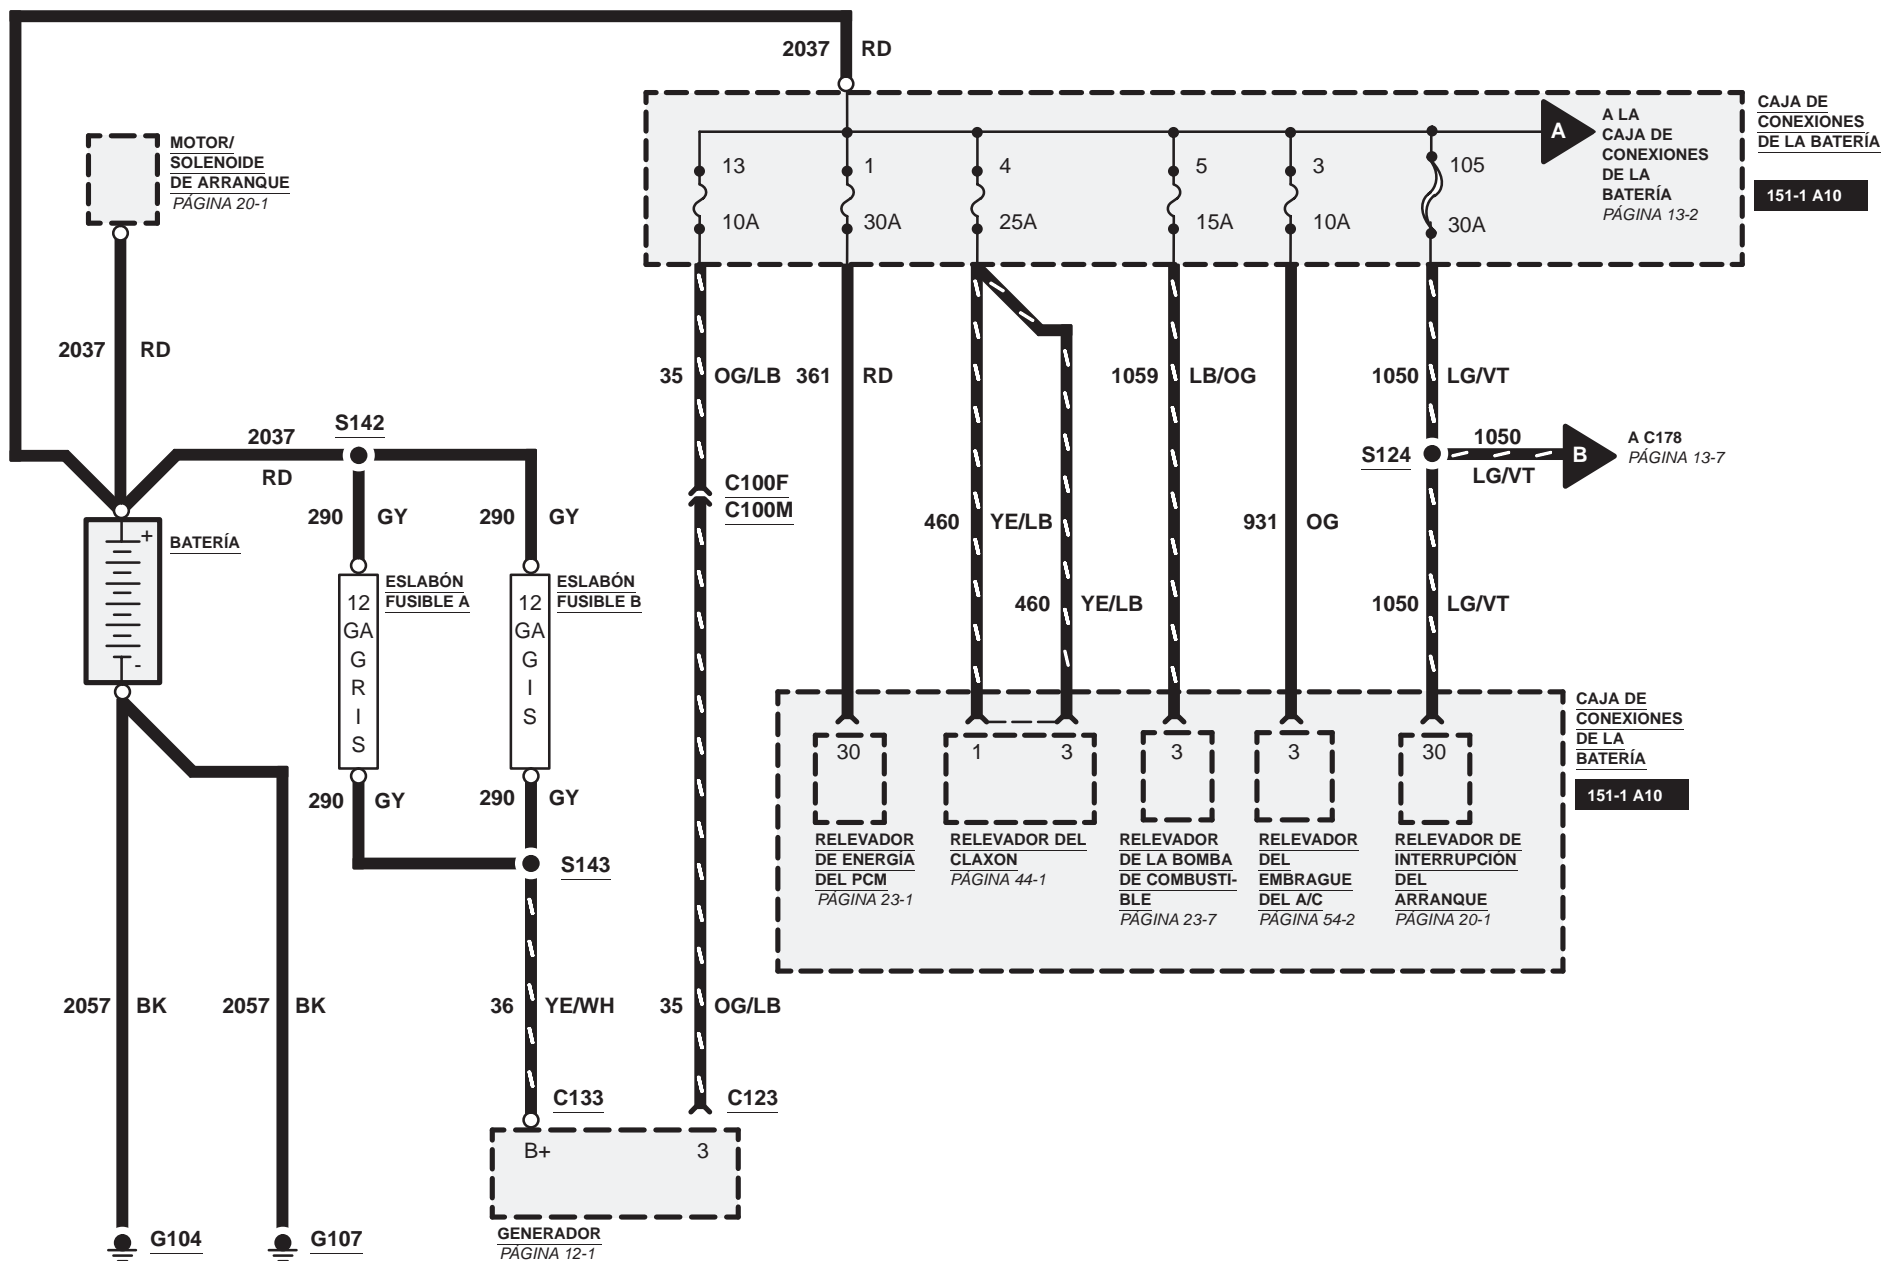 2037 RD
CAJA DE
CONEXIONES
DE LA BATERÍA
151-1 A10
A
A LA
CAJA DE
CONEXIONES
DE LA
BATERÍA
PÁGINA 13-2
13 1 4 5 3 105
10A 30A 25A 15A 10A 30A
MOTOR/
SOLENOIDE
DE ARRANQUE
PÁGINA 20-1
2037 RD
35 OG/LB 361 RD 1059 LB/OG 1050 LG/VT
S142
2037
RD
S124
1050
LG/VT
B
A C178
PÁGINA 13-7
C100F
C100M
290 GY 290 GY
460 YE/LB 931 OG
+
-
BATERÍA
ESLABÓN
FUSIBLE A
ESLABÓN
FUSIBLE B
12
GA
G
R
I
S
12
GA
G
I
S
460 YE/LB 1050 LG/VT
290 GY 290 GY
S143
CAJA DE
CONEXIONES
DE LA
BATERÍA
151-1 A10
30 1 3 3 3 30
RELEVADOR
DE ENERGÍA
DEL PCM
PÁGINA 23-1
RELEVADOR DEL
CLAXON
PÁGINA 44-1
RELEVADOR
DE LA BOMBA
DE COMBUSTI-
BLE
PÁGINA 23-7
RELEVADOR
DEL
EMBRAGUE
DEL A/C
PÁGINA 54-2
RELEVADOR DE
INTERRUPCIÓN
DEL
ARRANQUE
PÁGINA 20-1
2057 BK 2057 BK 36 YE/WH 35 OG/LB
C133 C123
B+ 3
GENERADOR
PÁGINA 12-1
G104 G107